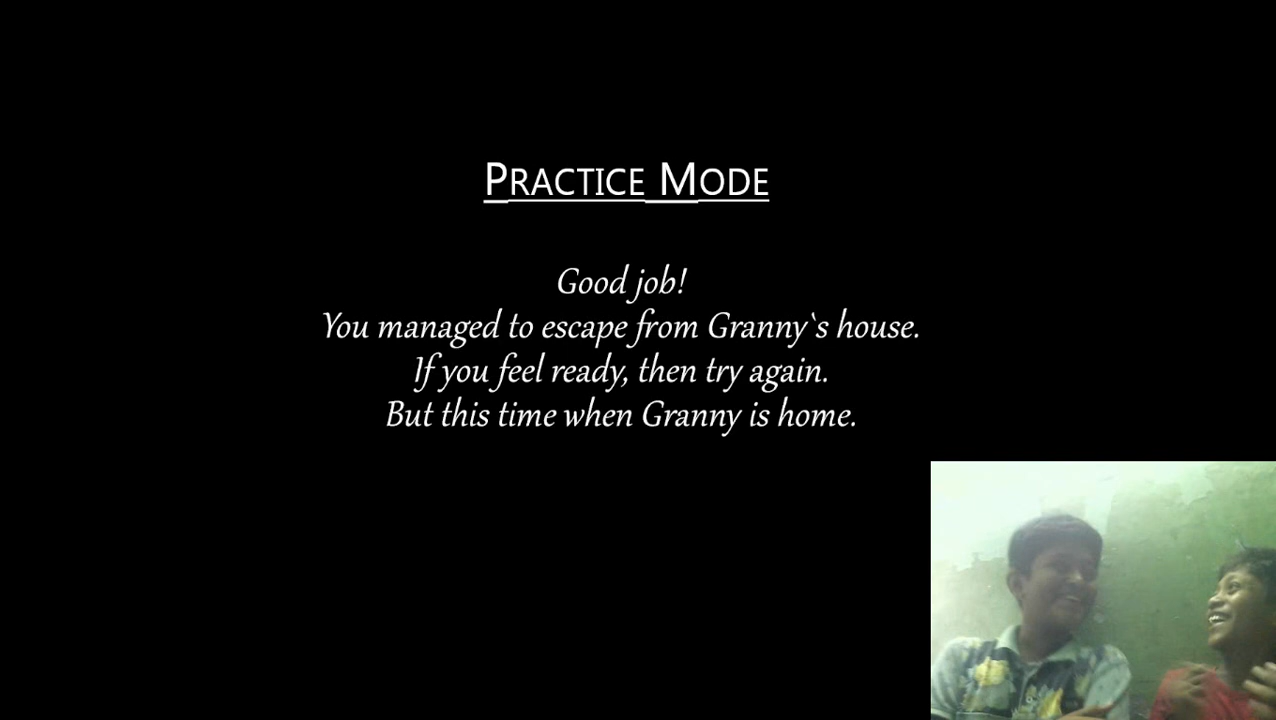 PRACTICE MODE
Good job!
You managed to escape from Granny`s house.
If you feel ready, then try again.
But this time when Granny is home.